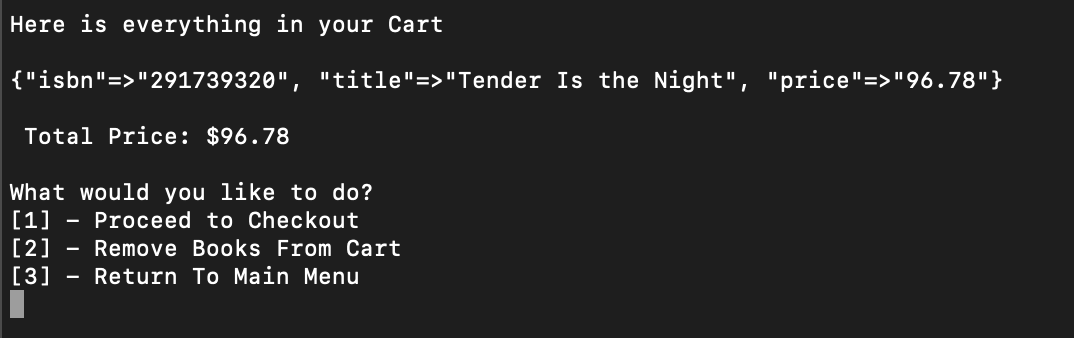 Here is everything in your Cart
{"isbn"=>"291739320", "title"=>"Tender Is the Night", "price"=>"96.78"}
Total Price: $96.78
What would you like to do?
[1] - Proceed to Checkout
[2] - Remove Books From Cart
[3] - Return To Main Menu